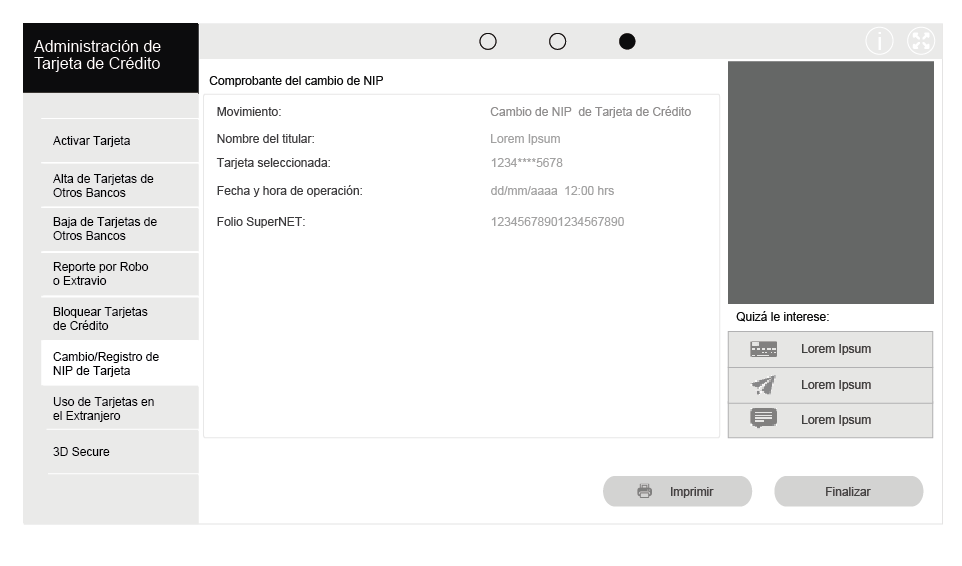 Administración de
Tarjeta de Crédito
Activar Tarjeta
Alta de Tarjetas de
Otros Bancos
Baja de Tarjetas de
Otros Bancos
Reporte por Robo
o Extravio
Bloquear Tarjetas
de Crédito
Cambio/Registro de
NIP de Tarjeta
Uso de Tarjetas en
el Extranjero
3D Secure
Comprobante del cambio de NIP
Movimiento: Cambio de NIP de Tarjeta de Crédito
Nombre del titular: Lorem Ipsum
Tarjeta seleccionada: 1234****5678
Fecha y hora de operación: dd/mm/aaaa 12:00 hrs
Folio SuperNET: 12345678901234567890
Quizá le interese:
Lorem Ipsum
Lorem Ipsum
Lorem Ipsum
Imprimir
Finalizar